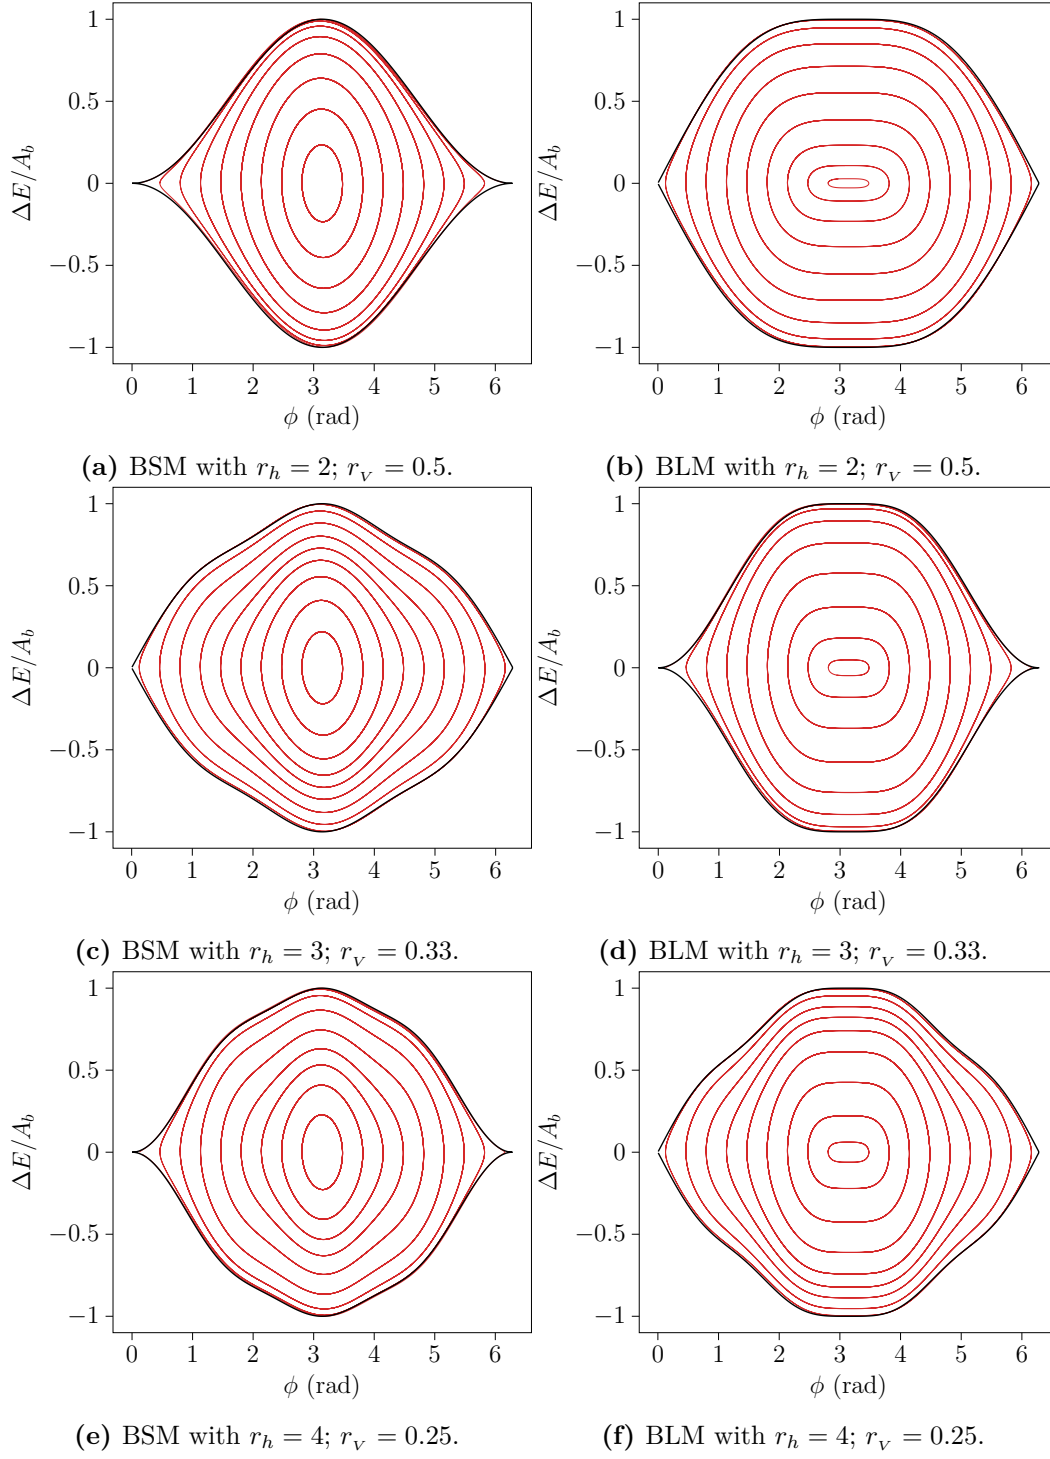 1
0.5
0
−0.5
−1
ΔE/A_b
0 1 2 3 4 5 6
ϕ (rad)
(a) BSM with r_h = 2; r_V = 0.5.
1
0.5
0
−0.5
−1
ΔE/A_b
0 1 2 3 4 5 6
ϕ (rad)
(b) BLM with r_h = 2; r_V = 0.5.
1
0.5
0
−0.5
−1
ΔE/A_b
0 1 2 3 4 5 6
ϕ (rad)
(c) BSM with r_h = 3; r_V = 0.33.
1
0.5
0
−0.5
−1
ΔE/A_b
0 1 2 3 4 5 6
ϕ (rad)
(d) BLM with r_h = 3; r_V = 0.33.
1
0.5
0
−0.5
−1
ΔE/A_b
0 1 2 3 4 5 6
ϕ (rad)
(e) BSM with r_h = 4; r_V = 0.25.
1
0.5
0
−0.5
−1
ΔE/A_b
0 1 2 3 4 5 6
ϕ (rad)
(f) BLM with r_h = 4; r_V = 0.25.